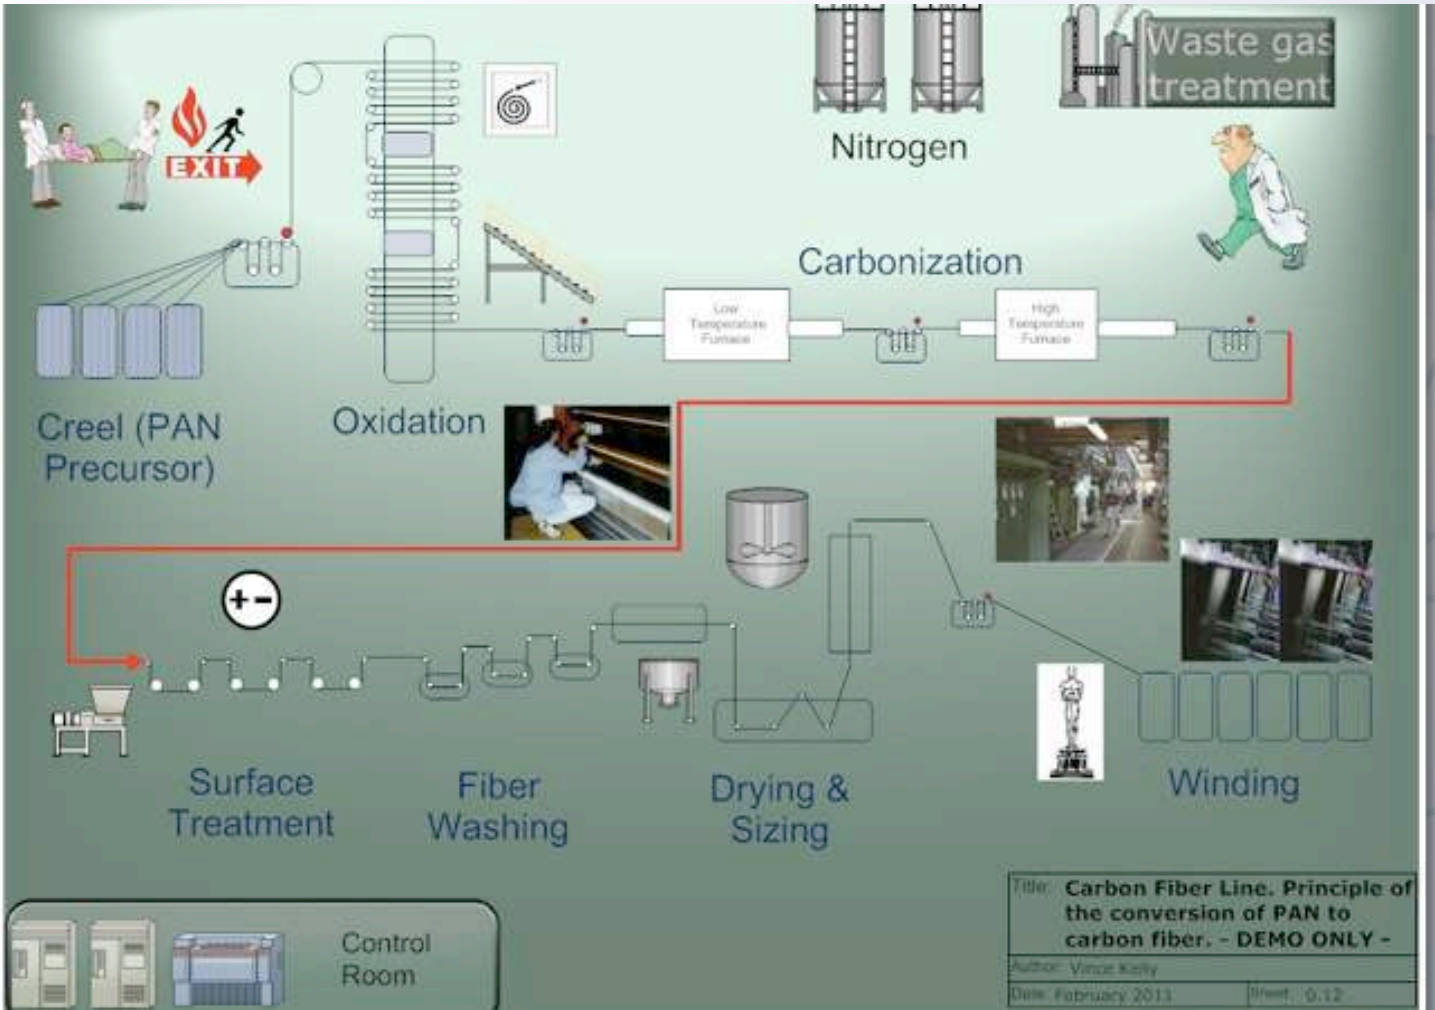 Waste gas
treatment
EXIT
Nitrogen
Carbonization
Low
Temperature
Furnace
High
Temperature
Furnace
Creel (PAN
Precursor)
Oxidation
+ -
Surface
Treatment
Fiber
Washing
Drying &
Sizing
Winding
Control
Room
Title: Carbon Fiber Line. Principle of
the conversion of PAN to
carbon fiber. - DEMO ONLY -
Author: Vince Kelly
Date: February 2011 Sheet: 0.12